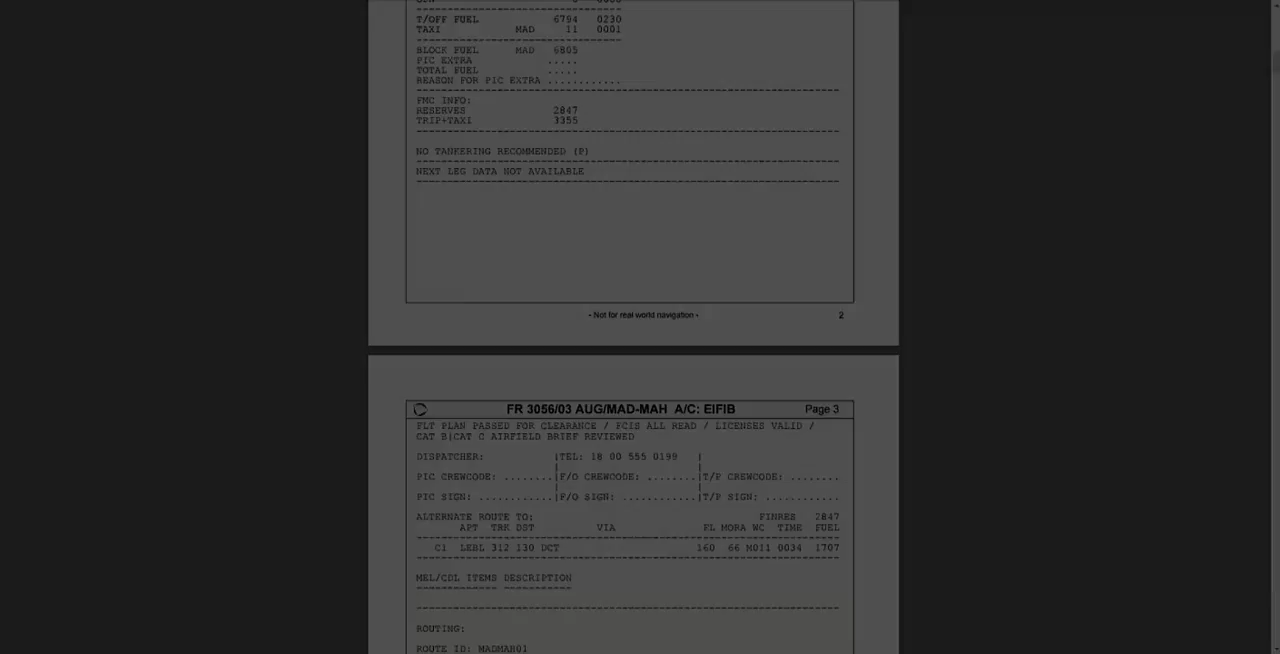 T/OFF FUEL 6794 0230
TAXI MAD 11 0001
BLOCK FUEL MAD 6805
PIC EXTRA .....
TOTAL FUEL .....
REASON FOR PIC EXTRA ............
FMC INFO:
RESERVES 2847
TRIP+TAXI 3355
NO TANKERING RECOMMENDED (P)
NEXT LEG DATA NOT AVAILABLE
- Not for real world navigation - 2
FR 3056/03 AUG/MAD-MAH A/C: EIFIB Page 3
FLT PLAN PASSED FOR CLEARANCE / FCIS ALL READ / LICENSES VALID /
CAT B|CAT C AIRFIELD BRIEF REVIEWED
DISPATCHER: |TEL: 18 00 555 0199 |
PIC CREWCODE: ........|F/O CREWCODE: ........|T/P CREWCODE: ........
PIC SIGN: ............|F/O SIGN: ............|T/P SIGN: ............
ALTERNATE ROUTE TO: FINRES 2847
APT TRK DST VIA FL MORA WC TIME FUEL
C1 LEBL 312 130 DCT 160 66 M011 0034 1707
MEL/CDL ITEMS DESCRIPTION
ROUTING:
ROUTE ID: MADMAH01